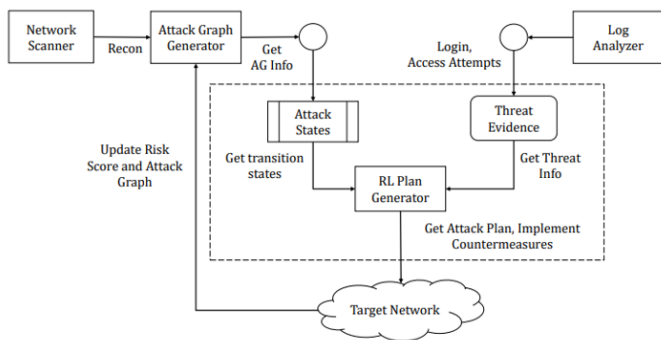 Network
Scanner
Recon
Attack Graph
Generator
Get
AG Info
Login,
Access Attempts
Log
Analyzer
Attack
States
Threat
Evidence
Update Risk
Score and Attack
Graph
Get transition
states
Get Threat
Info
RL Plan
Generator
Get Attack Plan, Implement
Countermeasures
Target Network